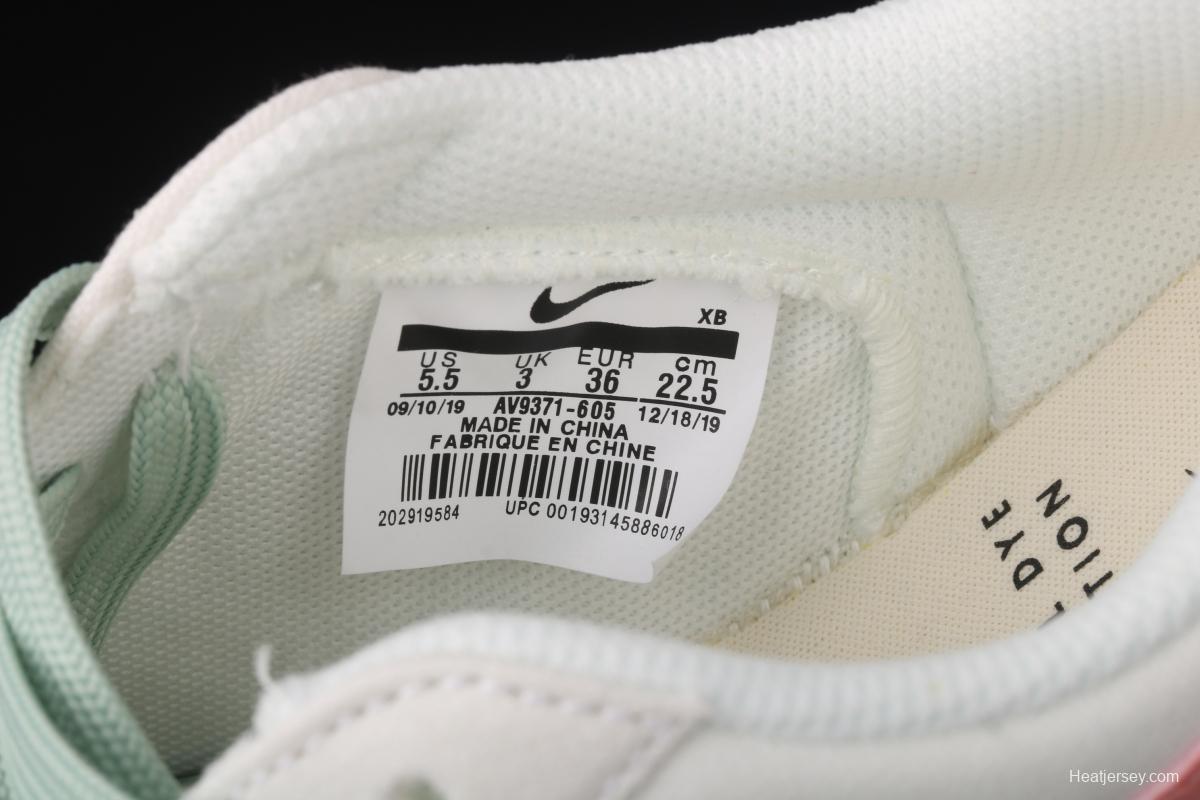 XB
US UK EUR cm
5.5 3 36 22.5
09/10/19 AV9371-605 12/18/19
MADE IN CHINA
FABRIQUE EN CHINE
202919584 UPC 00193145886018
DYE
TION
Heatjersey.com